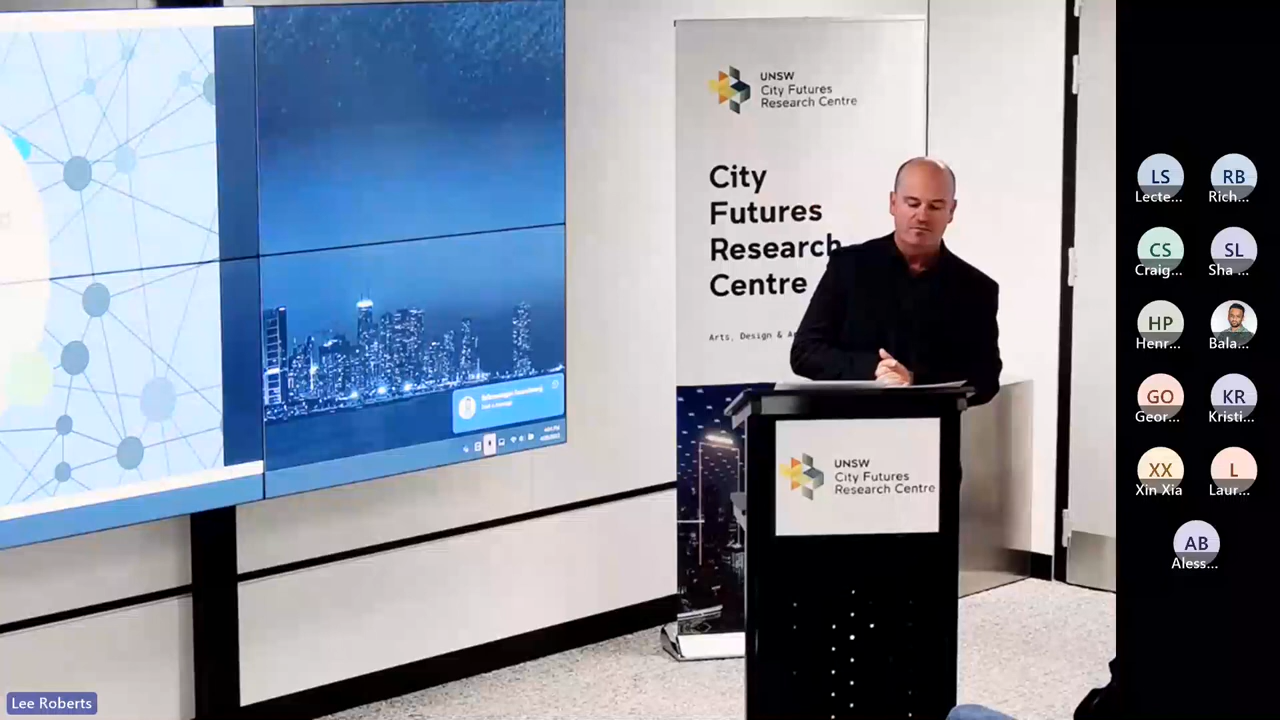 UNSW
City Futures
Research Centre
City
Futures
Research
Centre
Arts, Design & A
UNSW
City Futures
Research Centre
LS
Lecte...
RB
Rich...
CS
Craig...
SL
Sha ...
HP
Henr...
Bala...
GO
Geor...
KR
Kristi...
XX
Xin Xia
L
Laur...
AB
Aless...
Lee Roberts